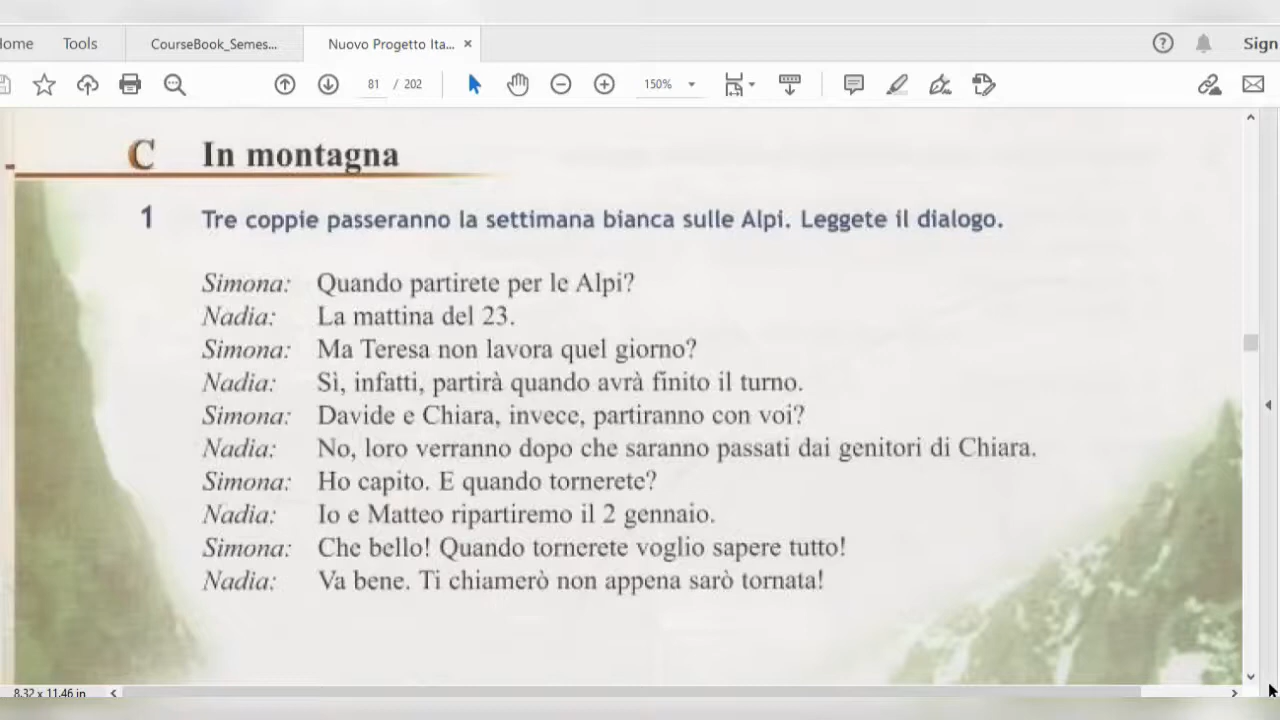 Home Tools CourseBook_Semes... Nuovo Progetto Ita... × Sign
81 / 202 150%
C In montagna
1 Tre coppie passeranno la settimana bianca sulle Alpi. Leggete il dialogo.
Simona: Quando partirete per le Alpi?
Nadia: La mattina del 23.
Simona: Ma Teresa non lavora quel giorno?
Nadia: Sì, infatti, partirà quando avrà finito il turno.
Simona: Davide e Chiara, invece, partiranno con voi?
Nadia: No, loro verranno dopo che saranno passati dai genitori di Chiara.
Simona: Ho capito. E quando tornerete?
Nadia: Io e Matteo ripartiremo il 2 gennaio.
Simona: Che bello! Quando tornerete voglio sapere tutto!
Nadia: Va bene. Ti chiamerò non appena sarò tornata!
8.32 x 11.46 in